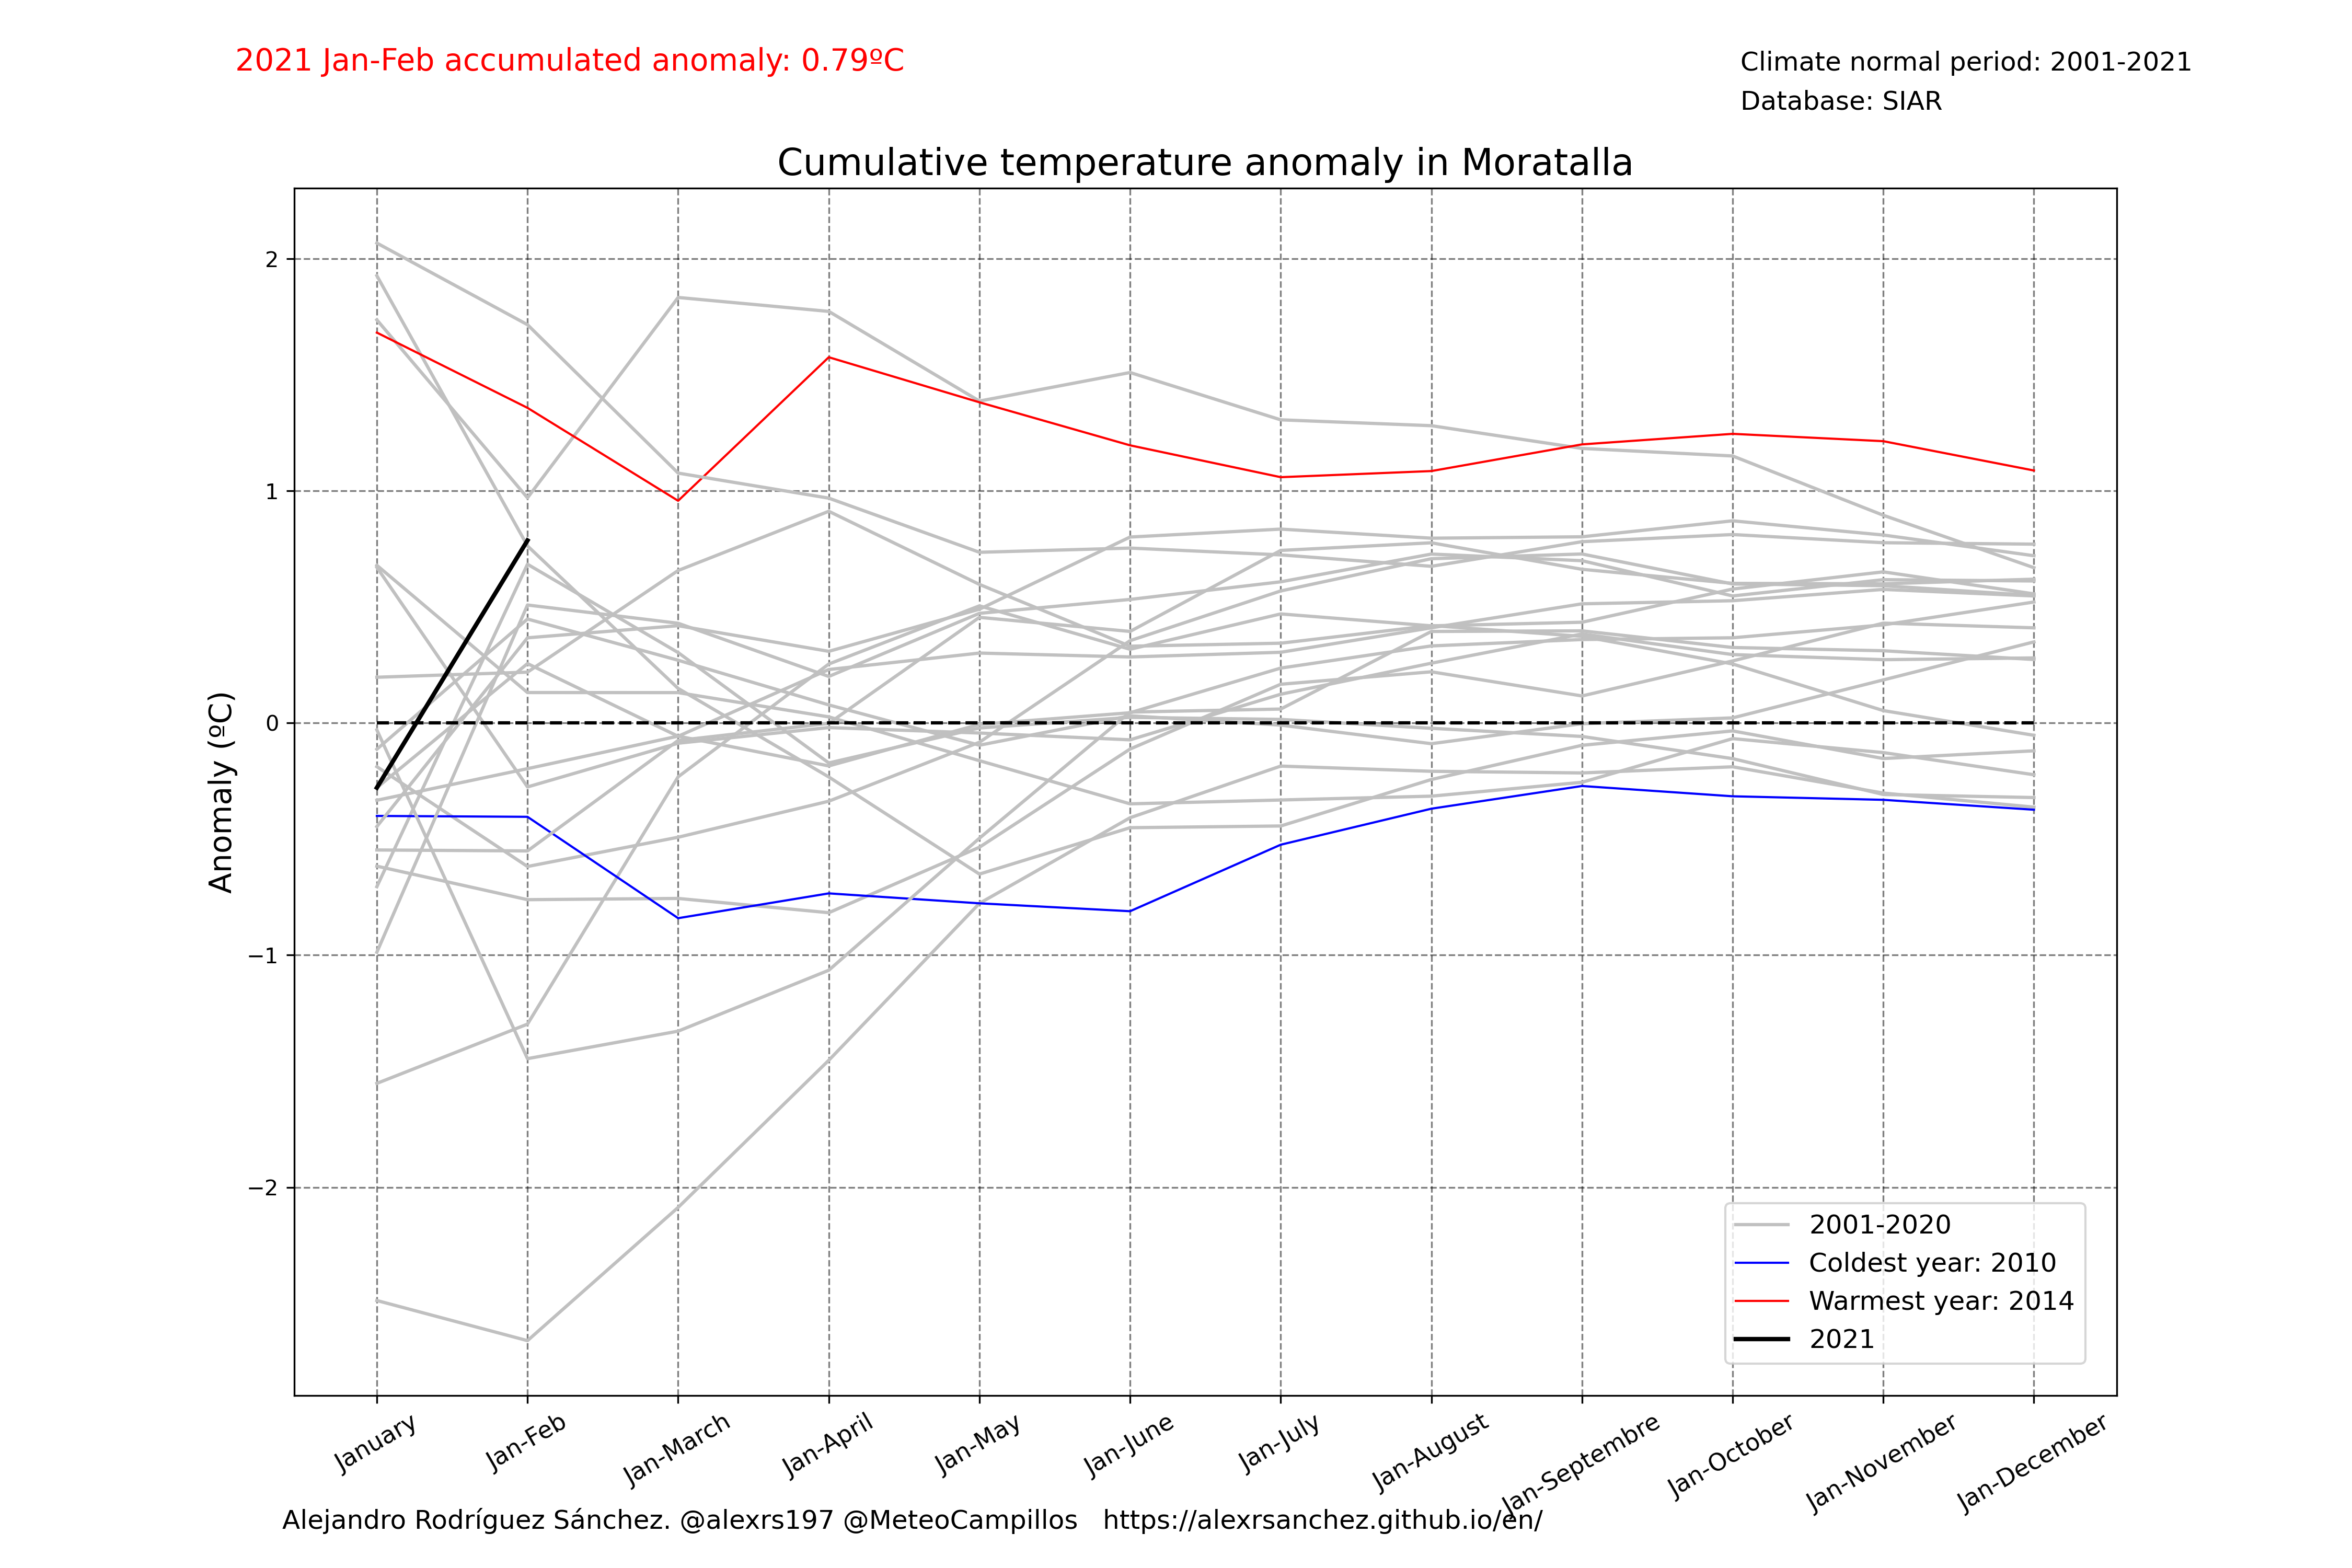 2021 Jan-Feb accumulated anomaly: 0.79ºC
Climate normal period: 2001-2021
Database: SIAR
Cumulative temperature anomaly in Moratalla
Anomaly (ºC)
2
1
0
−1
−2
2001-2020
Coldest year: 2010
Warmest year: 2014
2021
January
Jan-Feb
Jan-March
Jan-April
Jan-May
Jan-June
Jan-July
Jan-August
Jan-Septembre
Jan-October
Jan-November
Jan-December
Alejandro Rodríguez Sánchez. @alexrs197 @MeteoCampillos   https://alexrsanchez.github.io/en/